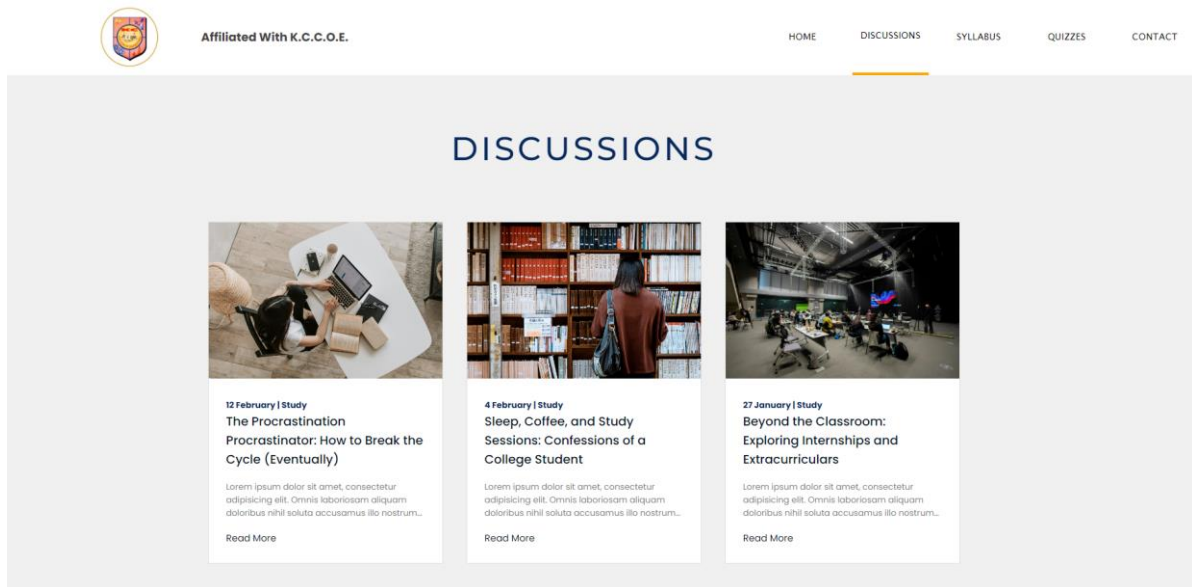 Affiliated With K.C.C.O.E.
HOME
DISCUSSIONS
SYLLABUS
QUIZZES
CONTACT
DISCUSSIONS
12 February | Study
The Procrastination
Procrastinator: How to Break the
Cycle (Eventually)
Lorem ipsum dolor sit amet, consectetur
adipisicing elit. Omnis laboriosam aliquam
doloribus nihil soluta accusamus illo nostrum...
Read More
4 February | Study
Sleep, Coffee, and Study
Sessions: Confessions of a
College Student
Lorem ipsum dolor sit amet, consectetur
adipisicing elit. Omnis laboriosam aliquam
doloribus nihil soluta accusamus illo nostrum...
Read More
27 January | Study
Beyond the Classroom:
Exploring Internships and
Extracurriculars
Lorem ipsum dolor sit amet, consectetur
adipisicing elit. Omnis laboriosam aliquam
doloribus nihil soluta accusamus illo nostrum...
Read More